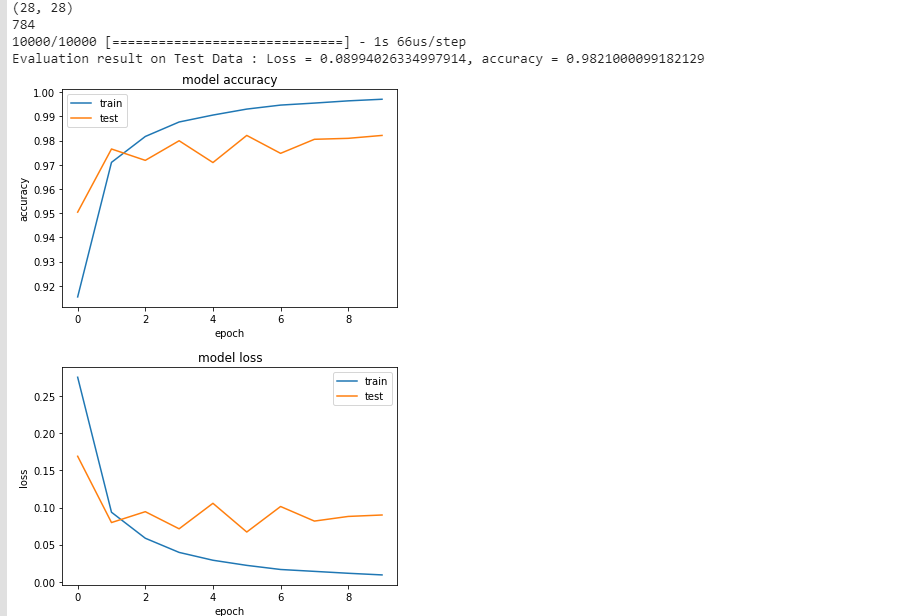 (28, 28)
784
10000/10000 [==============================] - 1s 66us/step
Evaluation result on Test Data : Loss = 0.08994026334997914, accuracy = 0.9821000099182129
model accuracy
train
test
1.00
0.99
0.98
0.97
0.96
0.95
0.94
0.93
0.92
accuracy
0 2 4 6 8
epoch
model loss
train
test
0.25
0.20
0.15
0.10
0.05
0.00
loss
0 2 4 6 8
epoch